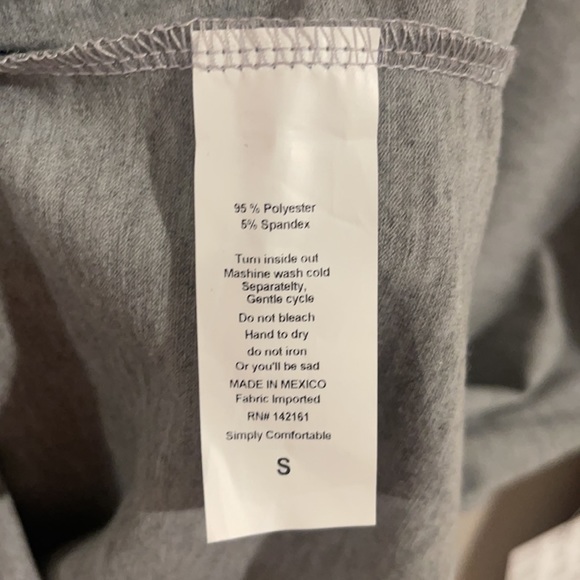 95 % Polyester
5% Spandex
Turn inside out
Mashine wash cold
Separatelty,
Gentle cycle
Do not bleach
Hand to dry
do not iron
Or you'll be sad
MADE IN MEXICO
Fabric Imported
RN# 142161
Simply Comfortable
S